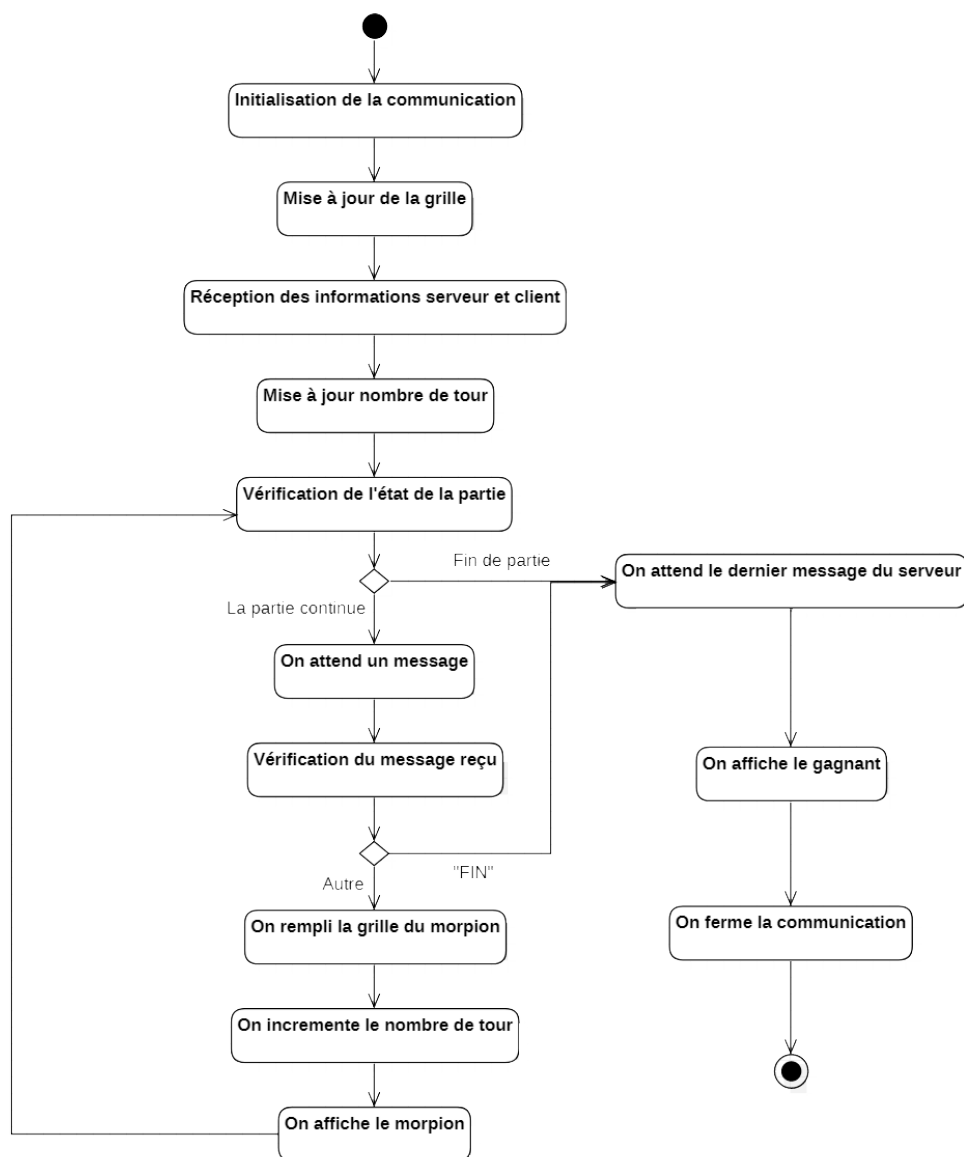 Initialisation de la communication
Mise à jour de la grille
Réception des informations serveur et client
Mise à jour nombre de tour
Vérification de l'état de la partie
Fin de partie
On attend le dernier message du serveur
La partie continue
On attend un message
Vérification du message reçu
On affiche le gagnant
"FIN"
Autre
On rempli la grille du morpion
On ferme la communication
On incremente le nombre de tour
On affiche le morpion